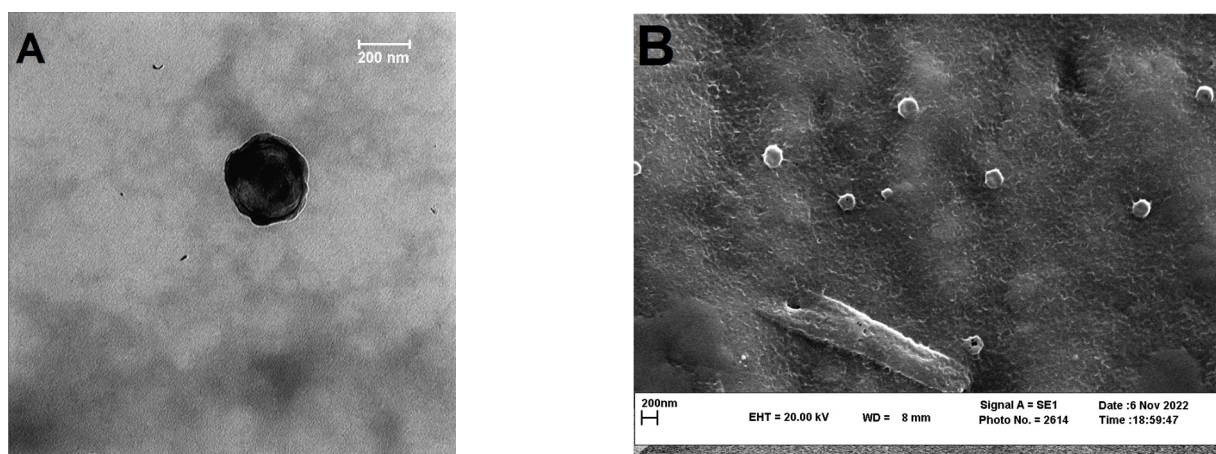 A
200 nm
B
200nm
EHT = 20.00 kV
WD = 8 mm
Signal A = SE1
Photo No. = 2614
Date :6 Nov 2022
Time :18:59:47